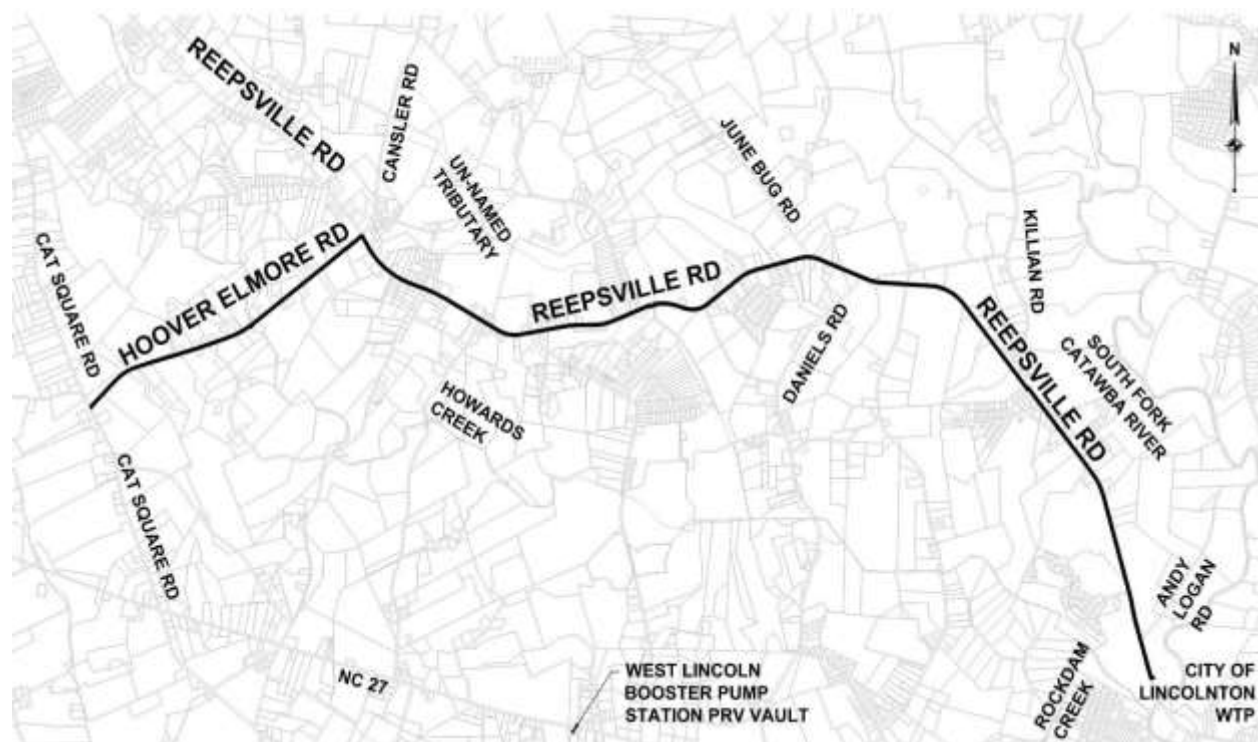 N
REEPSVILLE RD
CANSLER RD
UN-NAMED
TRIBUTARY
JUNE BUG RD
KILLIAN RD
CAT SQUARE RD
HOOVER ELMORE RD
REEPSVILLE RD
DANIELS RD
REEPSVILLE RD
SOUTH FORK
CATAWBA RIVER
HOWARDS
CREEK
CAT SQUARE RD
ANDY
LOGAN
RD
NC 27
WEST LINCOLN
BOOSTER PUMP
STATION PRV VAULT
ROCKDAM
CREEK
CITY OF
LINCOLNTON
WTP